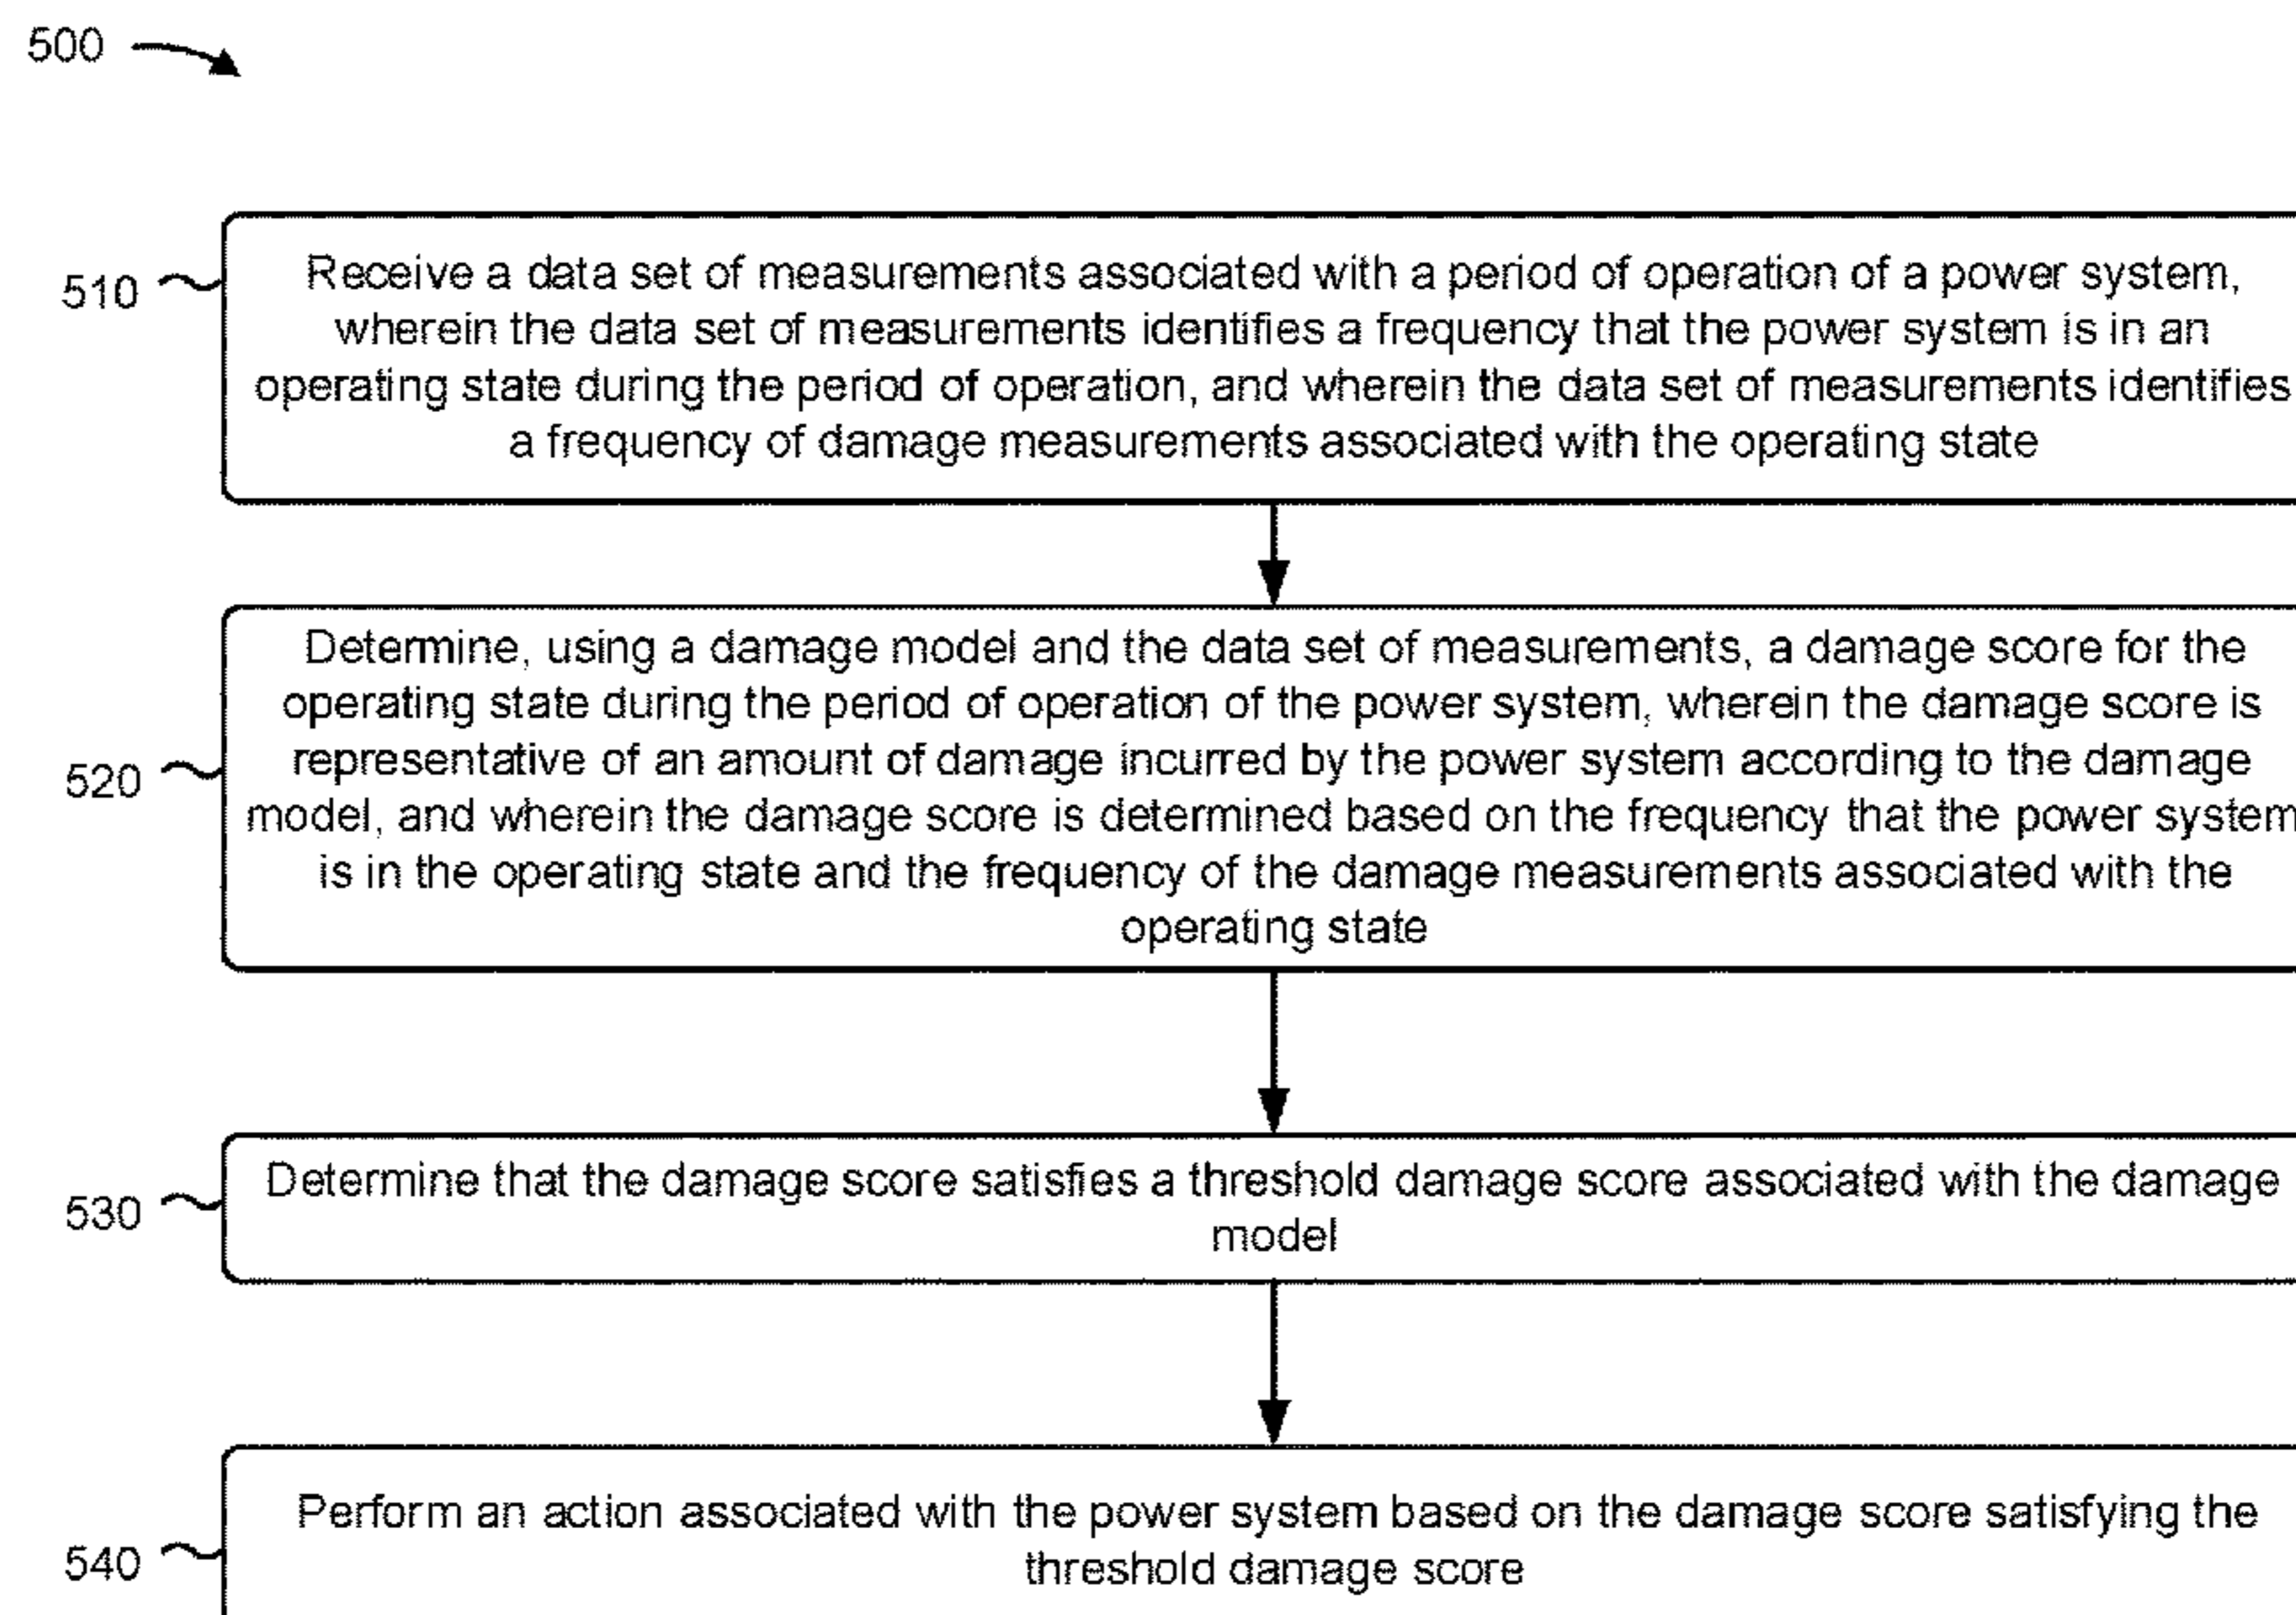 500
510
Receive a data set of measurements associated with a period of operation of a power system,
wherein the data set of measurements identifies a frequency that the power system is in an
operating state during the period of operation, and wherein the data set of measurements identifies
a frequency of damage measurements associated with the operating state
520
Determine, using a damage model and the data set of measurements, a damage score for the
operating state during the period of operation of the power system, wherein the damage score is
representative of an amount of damage incurred by the power system according to the damage
model, and wherein the damage score is determined based on the frequency that the power system
is in the operating state and the frequency of the damage measurements associated with the
operating state
530
Determine that the damage score satisfies a threshold damage score associated with the damage
model
540
Perform an action associated with the power system based on the damage score satisfying the
threshold damage score